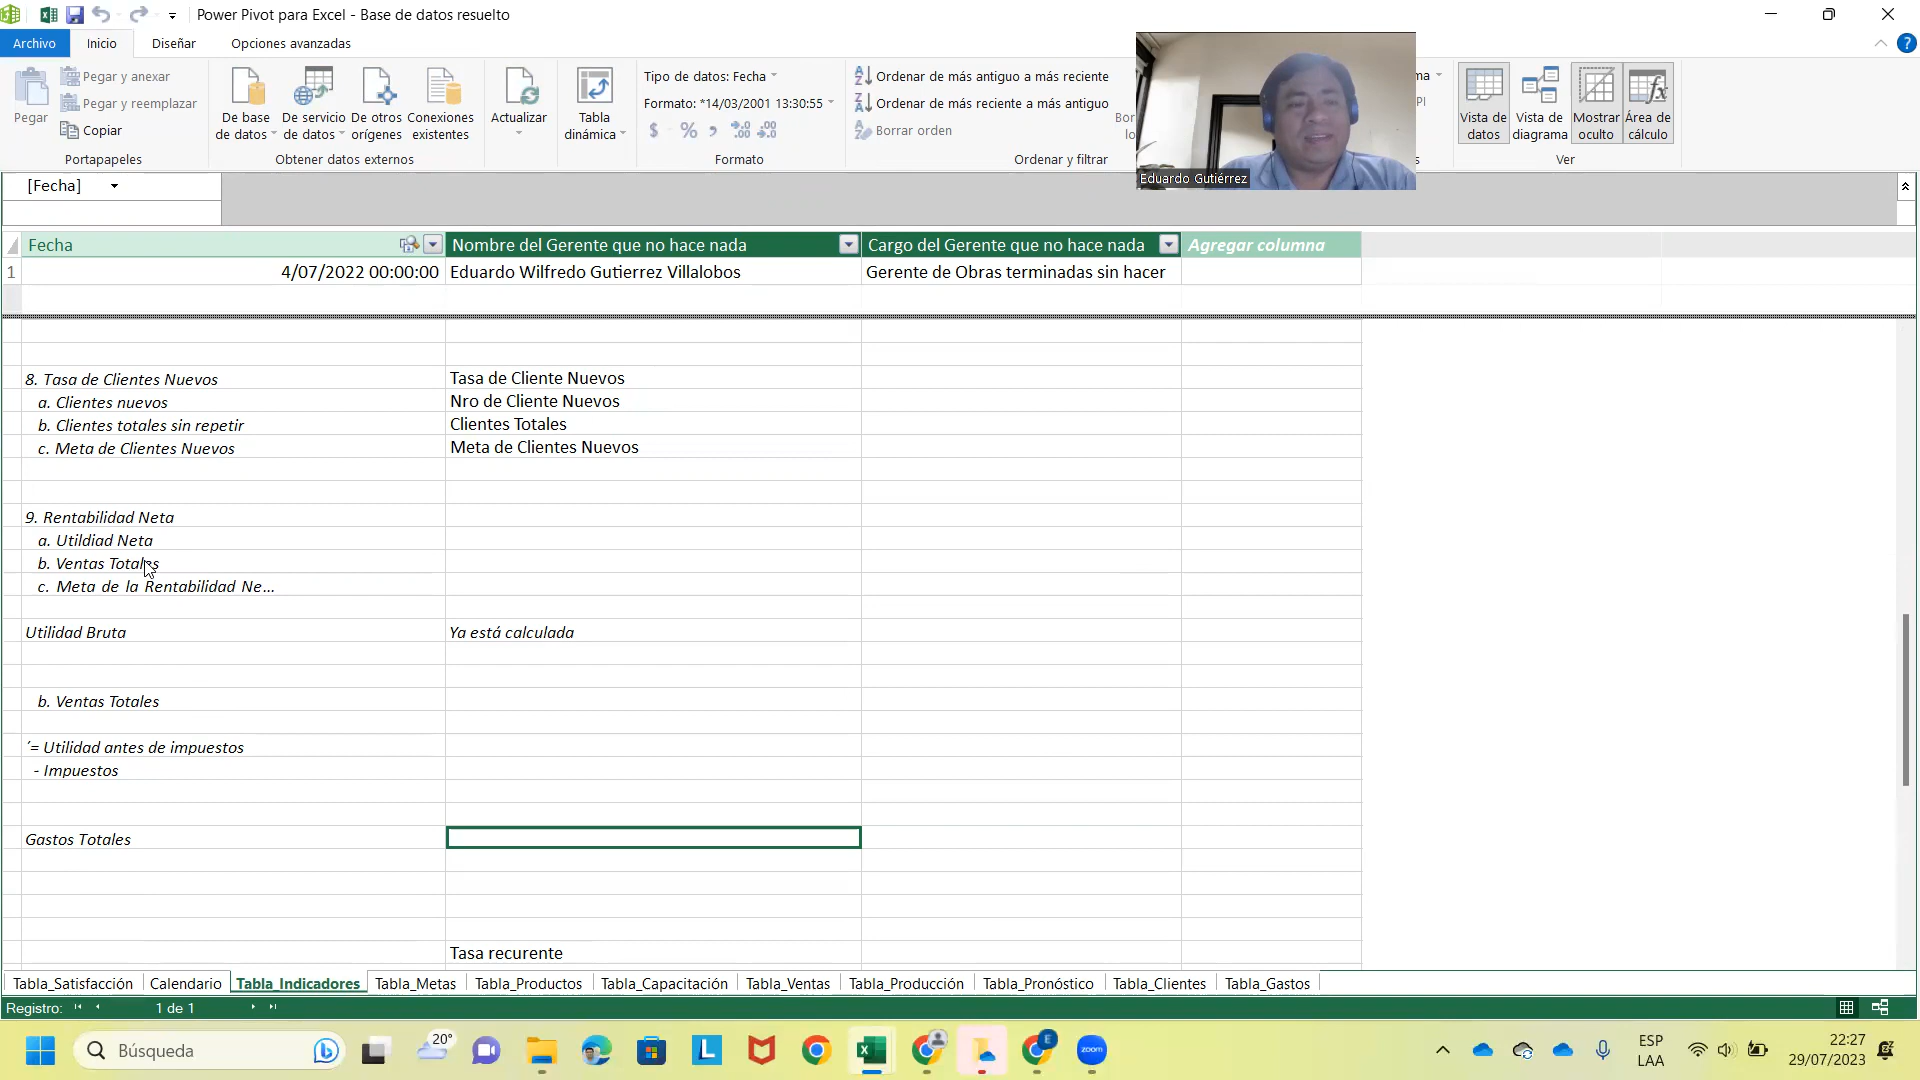 Power Pivot para Excel - Base de datos resuelto
Archivo Inicio Diseñar Opciones avanzadas
Pegar
Pegar y anexar
Pegar y reemplazar
Copiar
Portapapeles
De base de datos
De servicio de datos
De otros orígenes
Conexiones existentes
Obtener datos externos
Actualizar
Tabla dinámica
Tipo de datos: Fecha
Formato: *14/03/2001 13:30:55
$ % ,
Formato
Ordenar de más antiguo a más reciente
Ordenar de más reciente a más antiguo
Borrar orden
Ordenar y filtrar
Eduardo Gutiérrez
Vista de datos
Vista de diagrama
Mostrar oculto
Área de cálculo
Ver
[Fecha]
Fecha Nombre del Gerente que no hace nada Cargo del Gerente que no hace nada Agregar columna
1 4/07/2022 00:00:00 Eduardo Wilfredo Gutierrez Villalobos Gerente de Obras terminadas sin hacer
8. Tasa de Clientes Nuevos Tasa de Cliente Nuevos
a. Clientes nuevos Nro de Cliente Nuevos
b. Clientes totales sin repetir Clientes Totales
c. Meta de Clientes Nuevos Meta de Clientes Nuevos
9. Rentabilidad Neta
a. Utildiad Neta
b. Ventas Totales
c. Meta de la Rentabilidad Ne...
Utilidad Bruta Ya está calculada
b. Ventas Totales
´= Utilidad antes de impuestos
- Impuestos
Gastos Totales
Tasa recurente
Tabla_Satisfacción Calendario Tabla_Indicadores Tabla_Metas Tabla_Productos Tabla_Capacitación Tabla_Ventas Tabla_Producción Tabla_Pronóstico Tabla_Clientes Tabla_Gastos
Registro: 1 de 1
Búsqueda
20°
zoom
ESP
LAA
22:27
29/07/2023